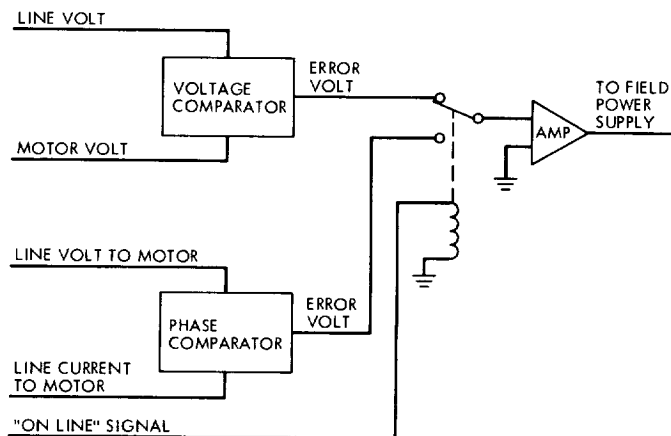 LINE VOLT
VOLTAGE
COMPARATOR
ERROR
VOLT
MOTOR VOLT
TO FIELD
POWER
SUPPLY
AMP
LINE VOLT TO MOTOR
PHASE
COMPARATOR
ERROR
VOLT
LINE CURRENT
TO MOTOR
"ON LINE" SIGNAL